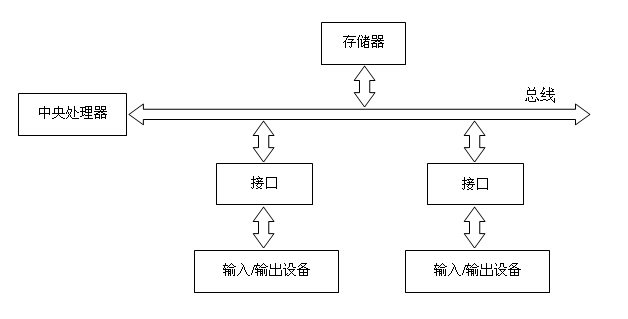 存储器
总线
中央处理器
接口
接口
输入/输出设备
输入/输出设备